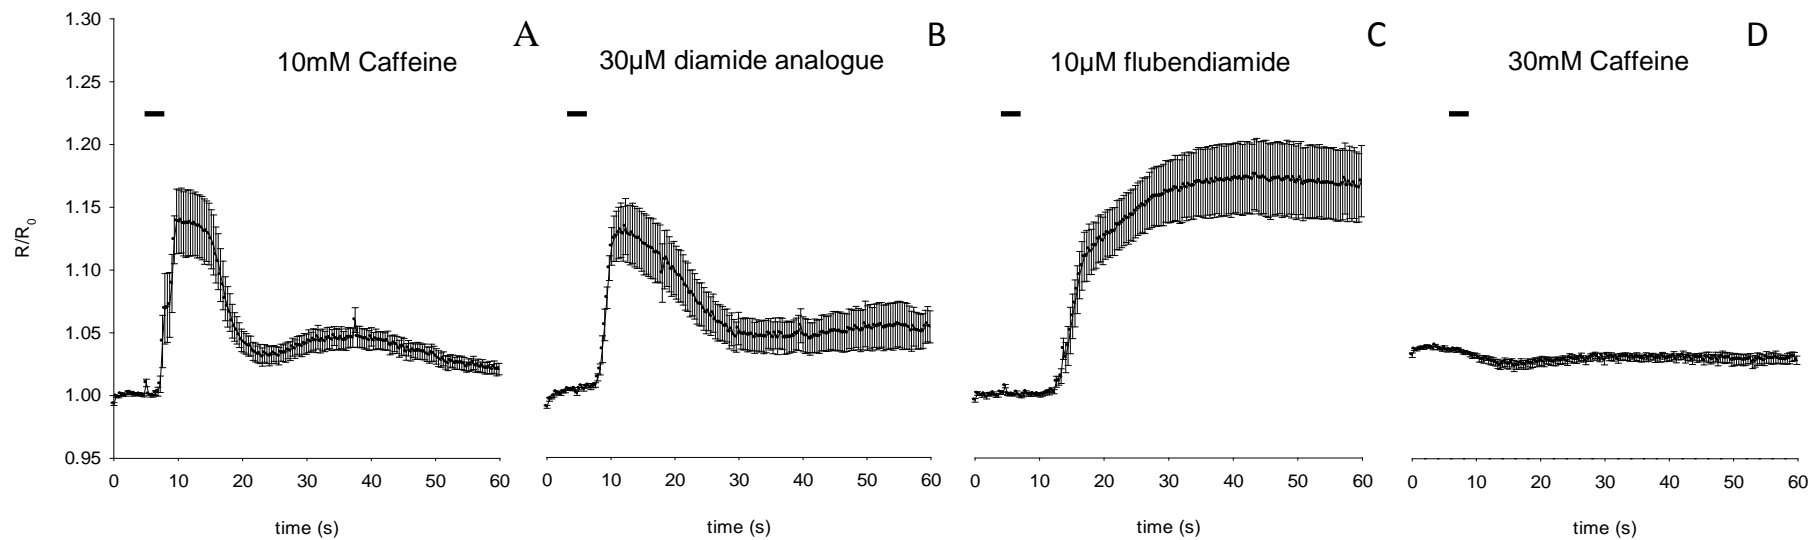 A
B
C
D
10mM Caffeine
30µM diamide analogue
10µM flubendiamide
30mM Caffeine
1.30
1.25
1.20
1.15
1.10
1.05
1.00
0.95
R/R0
0 10 20 30 40 50 60
0 10 20 30 40 50 60
0 10 20 30 40 50 60
0 10 20 30 40 50 60
time (s)
time (s)
time (s)
time (s)